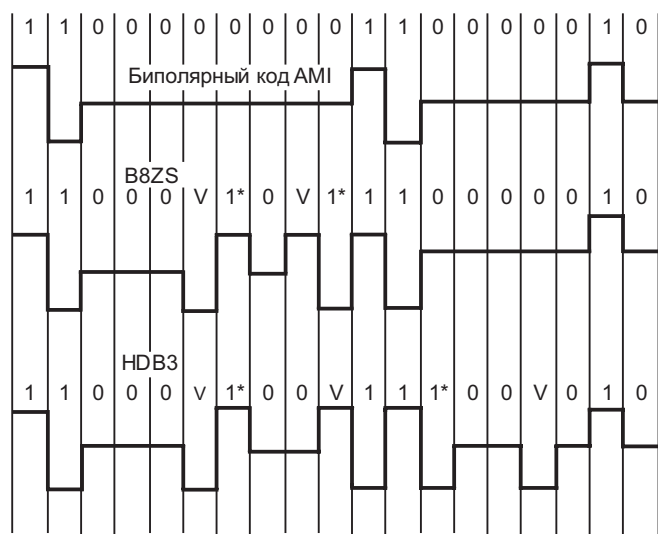 1 1 0 0 0 0 0 0 0 0 1 1 0 0 0 0 0 1 0
Биполярный код AMI
B8ZS
1 1 0 0 0 V 1* 0 V 1* 1 1 0 0 0 0 0 1 0
HDB3
1 1 0 0 0 V 1* 0 0 V 1 1 1* 0 0 V 0 1 0